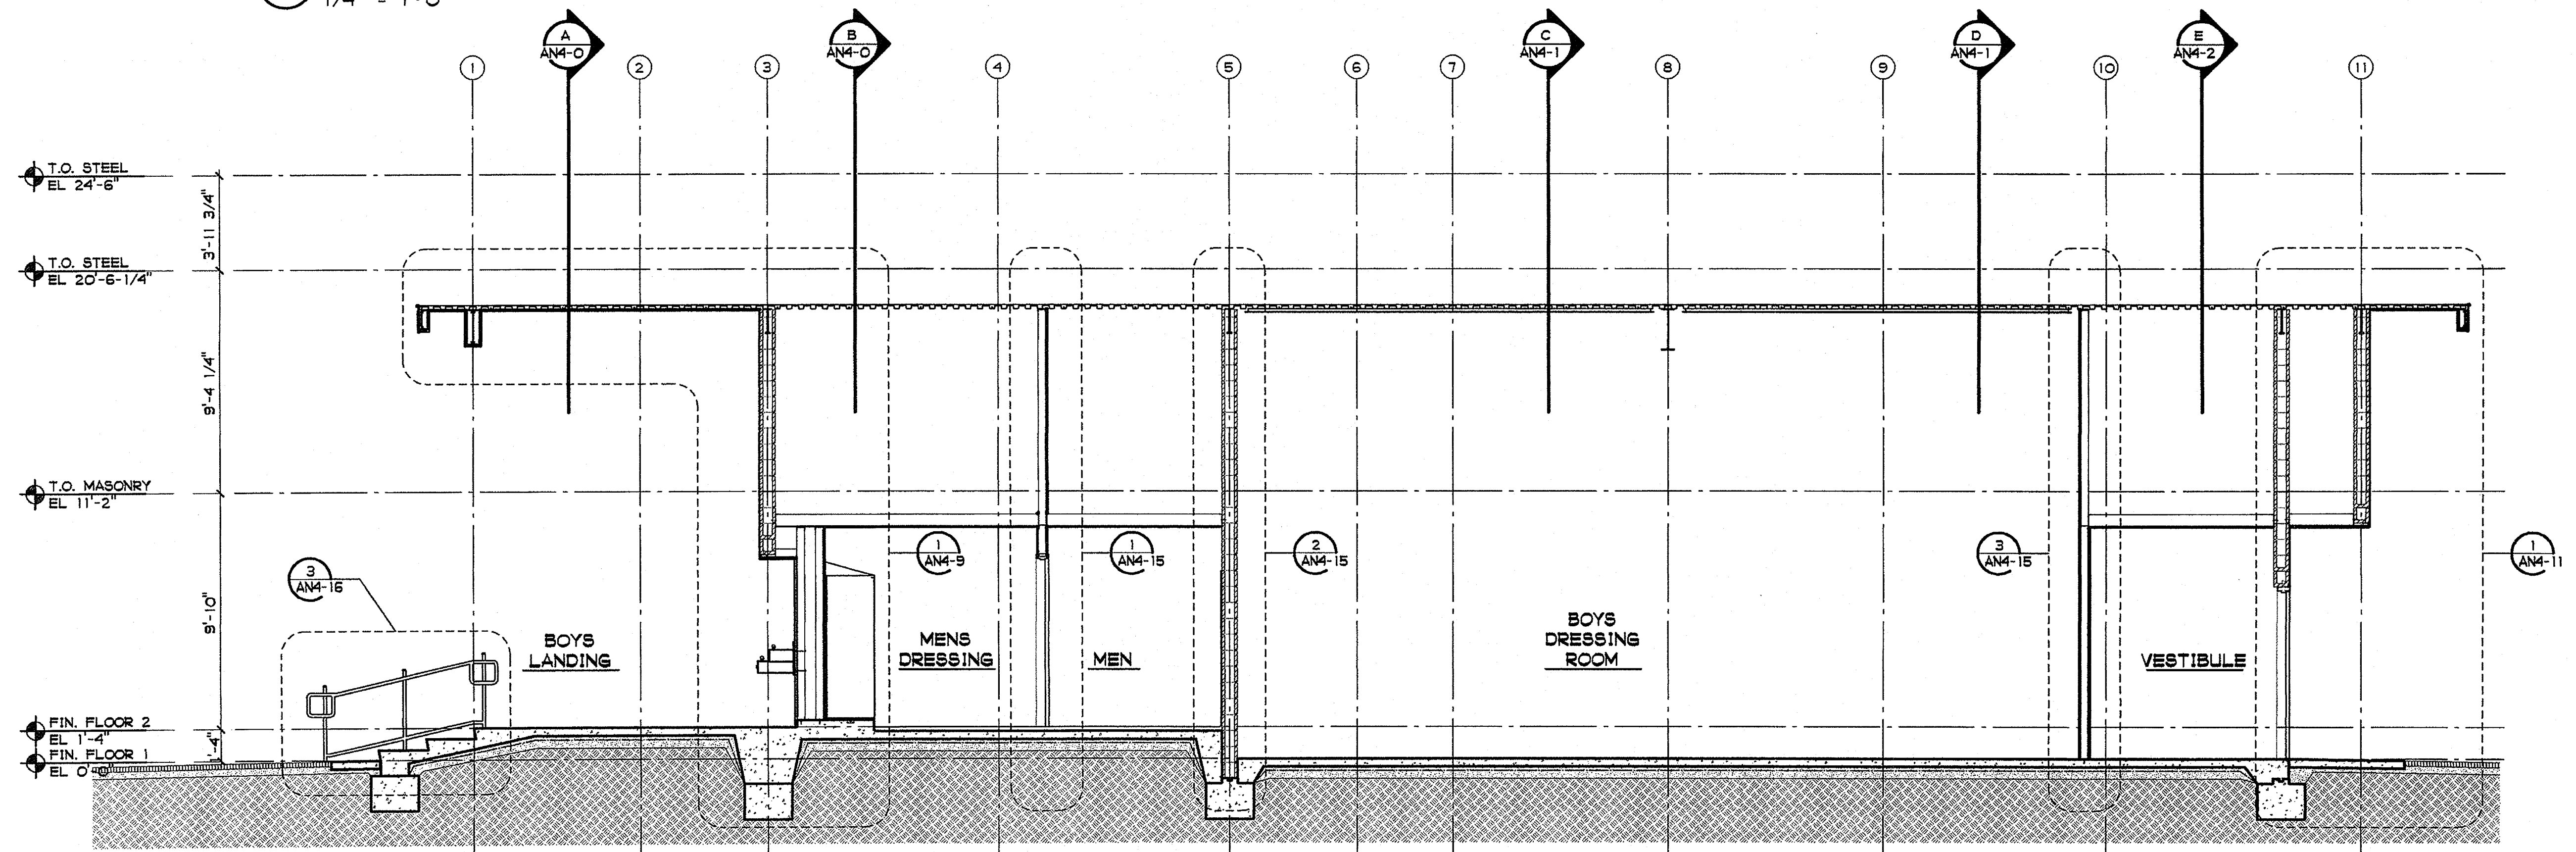 1/4" = 1'-0"
A
AN4-0
B
AN4-0
C
AN4-1
D
AN4-1
E
AN4-2
1
2
3
4
5
6
7
8
9
10
11
T.O. STEEL
EL 24'-6"
3'-11 3/4"
T.O. STEEL
EL 20'-6-1/4"
9'-4 1/4"
T.O. MASONRY
EL 11'-2"
9'-10"
3
AN4-16
1
AN4-9
1
AN4-15
2
AN4-15
3
AN4-15
1
AN4-11
BOYS
LANDING
MENS
DRESSING
MEN
BOYS
DRESSING
ROOM
VESTIBULE
FIN. FLOOR 2
EL 1'-4"
FIN. FLOOR 1